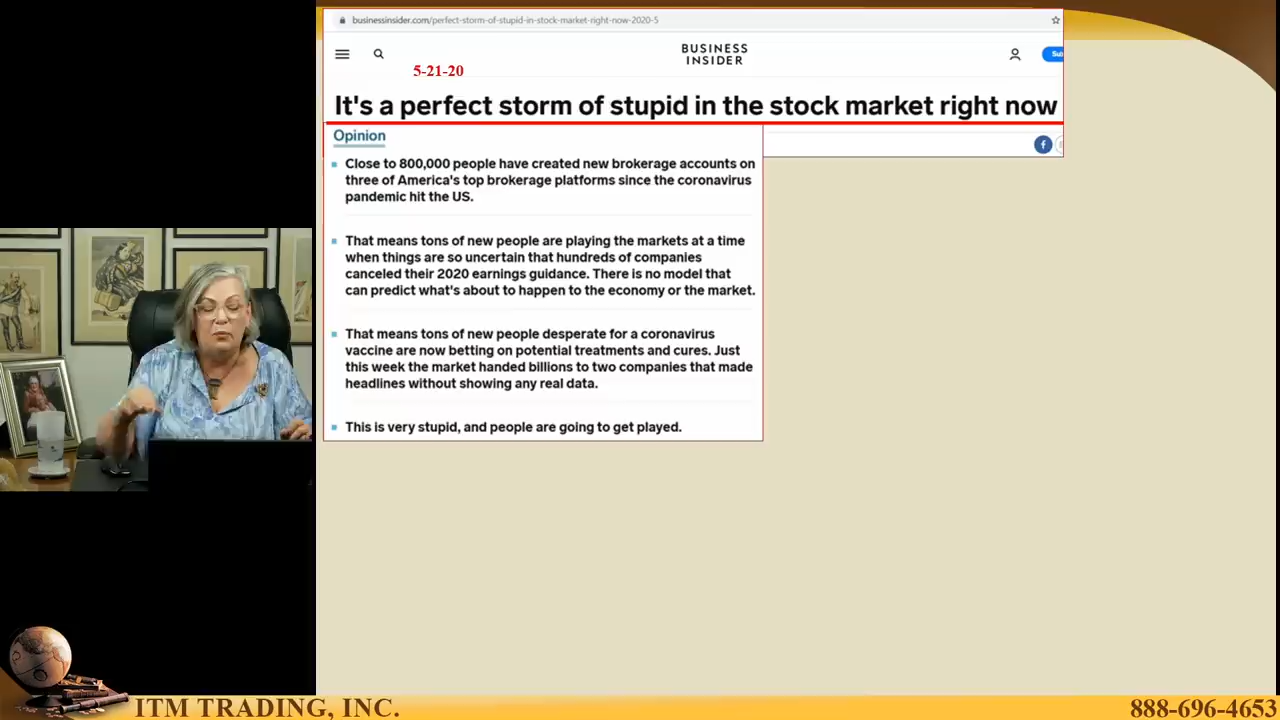 businessinsider.com/perfect-storm-of-stupid-in-stock-market-right-now-2020-5
BUSINESS
INSIDER
5-21-20
It's a perfect storm of stupid in the stock market right now
Opinion
Close to 800,000 people have created new brokerage accounts on
three of America's top brokerage platforms since the coronavirus
pandemic hit the US.
That means tons of new people are playing the markets at a time
when things are so uncertain that hundreds of companies
canceled their 2020 earnings guidance. There is no model that
can predict what's about to happen to the economy or the market.
That means tons of new people desperate for a coronavirus
vaccine are now betting on potential treatments and cures. Just
this week the market handed billions to two companies that made
headlines without showing any real data.
This is very stupid, and people are going to get played.
ITM TRADING, INC.
888-696-4653